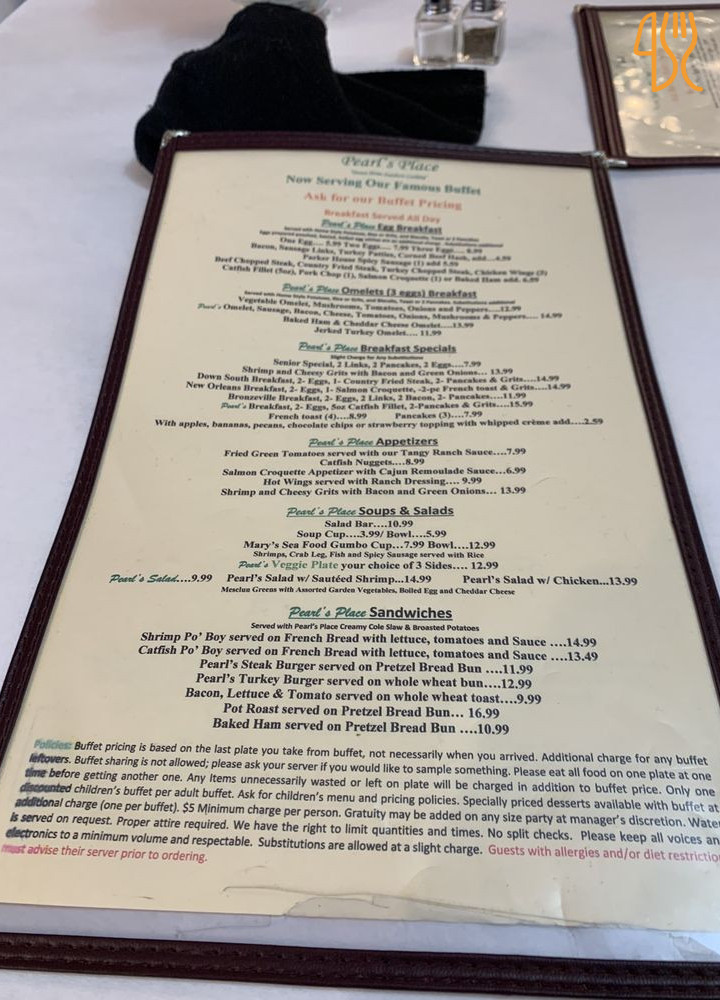 Pearl's Place
Now Serving Our Famous Buffet
Ask for our Buffet Pricing
Breakfast Served All Day
Pearl's Place Egg Breakfast
One Egg.... 5.99 Two Eggs.... 7.99 Three Eggs.... 8.99
Bacon, Sausage Links, Turkey Patties, Corned Beef Hash, add....4.59
Parker House Spicy Sausage (1) add 5.59
Beef Chopped Steak, Country Fried Steak, Turkey Chopped Steak, Chicken Wings (3)
Catfish Fillet (5oz), Pork Chop (1), Salmon Croquette (1) or Baked Ham add. 6.59
Pearl's Place Omelets (3 eggs) Breakfast
Served with Home Style Potatoes, Rice or Grits, and Biscuits, Toast or 2 Pancakes. Substitutions additional
Vegetable Omelet, Mushrooms, Tomatoes, Onions and Peppers....12.99
Pearl's Omelet, Sausage, Bacon, Cheese, Tomatoes, Onions, Mushrooms & Peppers.... 14.99
Baked Ham & Cheddar Cheese Omelet....13.99
Jerked Turkey Omelet.... 11.99
Pearl's Place Breakfast Specials
Slight Charge for Any Substitutions
Senior Special, 2 Links, 2 Pancakes, 2 Eggs....7.99
Shrimp and Cheesy Grits with Bacon and Green Onions... 13.99
Down South Breakfast, 2- Eggs, 1- Country Fried Steak, 2- Pancakes & Grits....14.99
New Orleans Breakfast, 2- Eggs, 1- Salmon Croquette, -2-pc French toast & Grits....14.99
Bronzeville Breakfast, 2- Eggs, 2 Links, 2 Bacon, 2- Pancakes....11.99
Pearl's Breakfast, 2- Eggs, 5oz Catfish Fillet, 2-Pancakes & Grits....15.99
French toast (4)....8.99 Pancakes (3)....7.99
With apples, bananas, pecans, chocolate chips or strawberry topping with whipped crème add....2.59
Pearl's Place Appetizers
Fried Green Tomatoes served with our Tangy Ranch Sauce....7.99
Catfish Nuggets....8.99
Salmon Croquette Appetizer with Cajun Remoulade Sauce...6.99
Hot Wings served with Ranch Dressing.... 9.99
Shrimp and Cheesy Grits with Bacon and Green Onions... 13.99
Pearl's Place Soups & Salads
Salad Bar....10.99
Soup Cup....3.99/ Bowl....5.99
Mary's Sea Food Gumbo Cup...7.99 Bowl....12.99
Shrimps, Crab Leg, Fish and Spicy Sausage served with Rice
Pearl's Veggie Plate your choice of 3 Sides.... 12.99
Pearl's Salad....9.99 Pearl's Salad w/ Sautéed Shrimp...14.99 Pearl's Salad w/ Chicken...13.99
Mesclun Greens with Assorted Garden Vegetables, Boiled Egg and Cheddar Cheese
Pearl's Place Sandwiches
Served with Pearl's Place Creamy Cole Slaw & Broasted Potatoes
Shrimp Po' Boy served on French Bread with lettuce, tomatoes and Sauce ....14.99
Catfish Po' Boy served on French Bread with lettuce, tomatoes and Sauce ....13.49
Pearl's Steak Burger served on Pretzel Bread Bun ....11.99
Pearl's Turkey Burger served on whole wheat bun....12.99
Bacon, Lettuce & Tomato served on whole wheat toast....9.99
Pot Roast served on Pretzel Bread Bun... 16.99
Baked Ham served on Pretzel Bread Bun ....10.99
Policies: Buffet pricing is based on the last plate you take from buffet, not necessarily when you arrived. Additional charge for any buffet
leftovers. Buffet sharing is not allowed; please ask your server if you would like to sample something. Please eat all food on one plate at one
time before getting another one. Any Items unnecessarily wasted or left on plate will be charged in addition to buffet price. Only one
discounted children's buffet per adult buffet. Ask for children's menu and pricing policies. Specially priced desserts available with buffet at
additional charge (one per buffet). $5 Minimum charge per person. Gratuity may be added on any size party at manager's discretion. Water
is served on request. Proper attire required. We have the right to limit quantities and times. No split checks. Please keep all voices an
electronics to a minimum volume and respectable. Substitutions are allowed at a slight charge. Guests with allergies and/or diet restrictio
must advise their server prior to ordering.